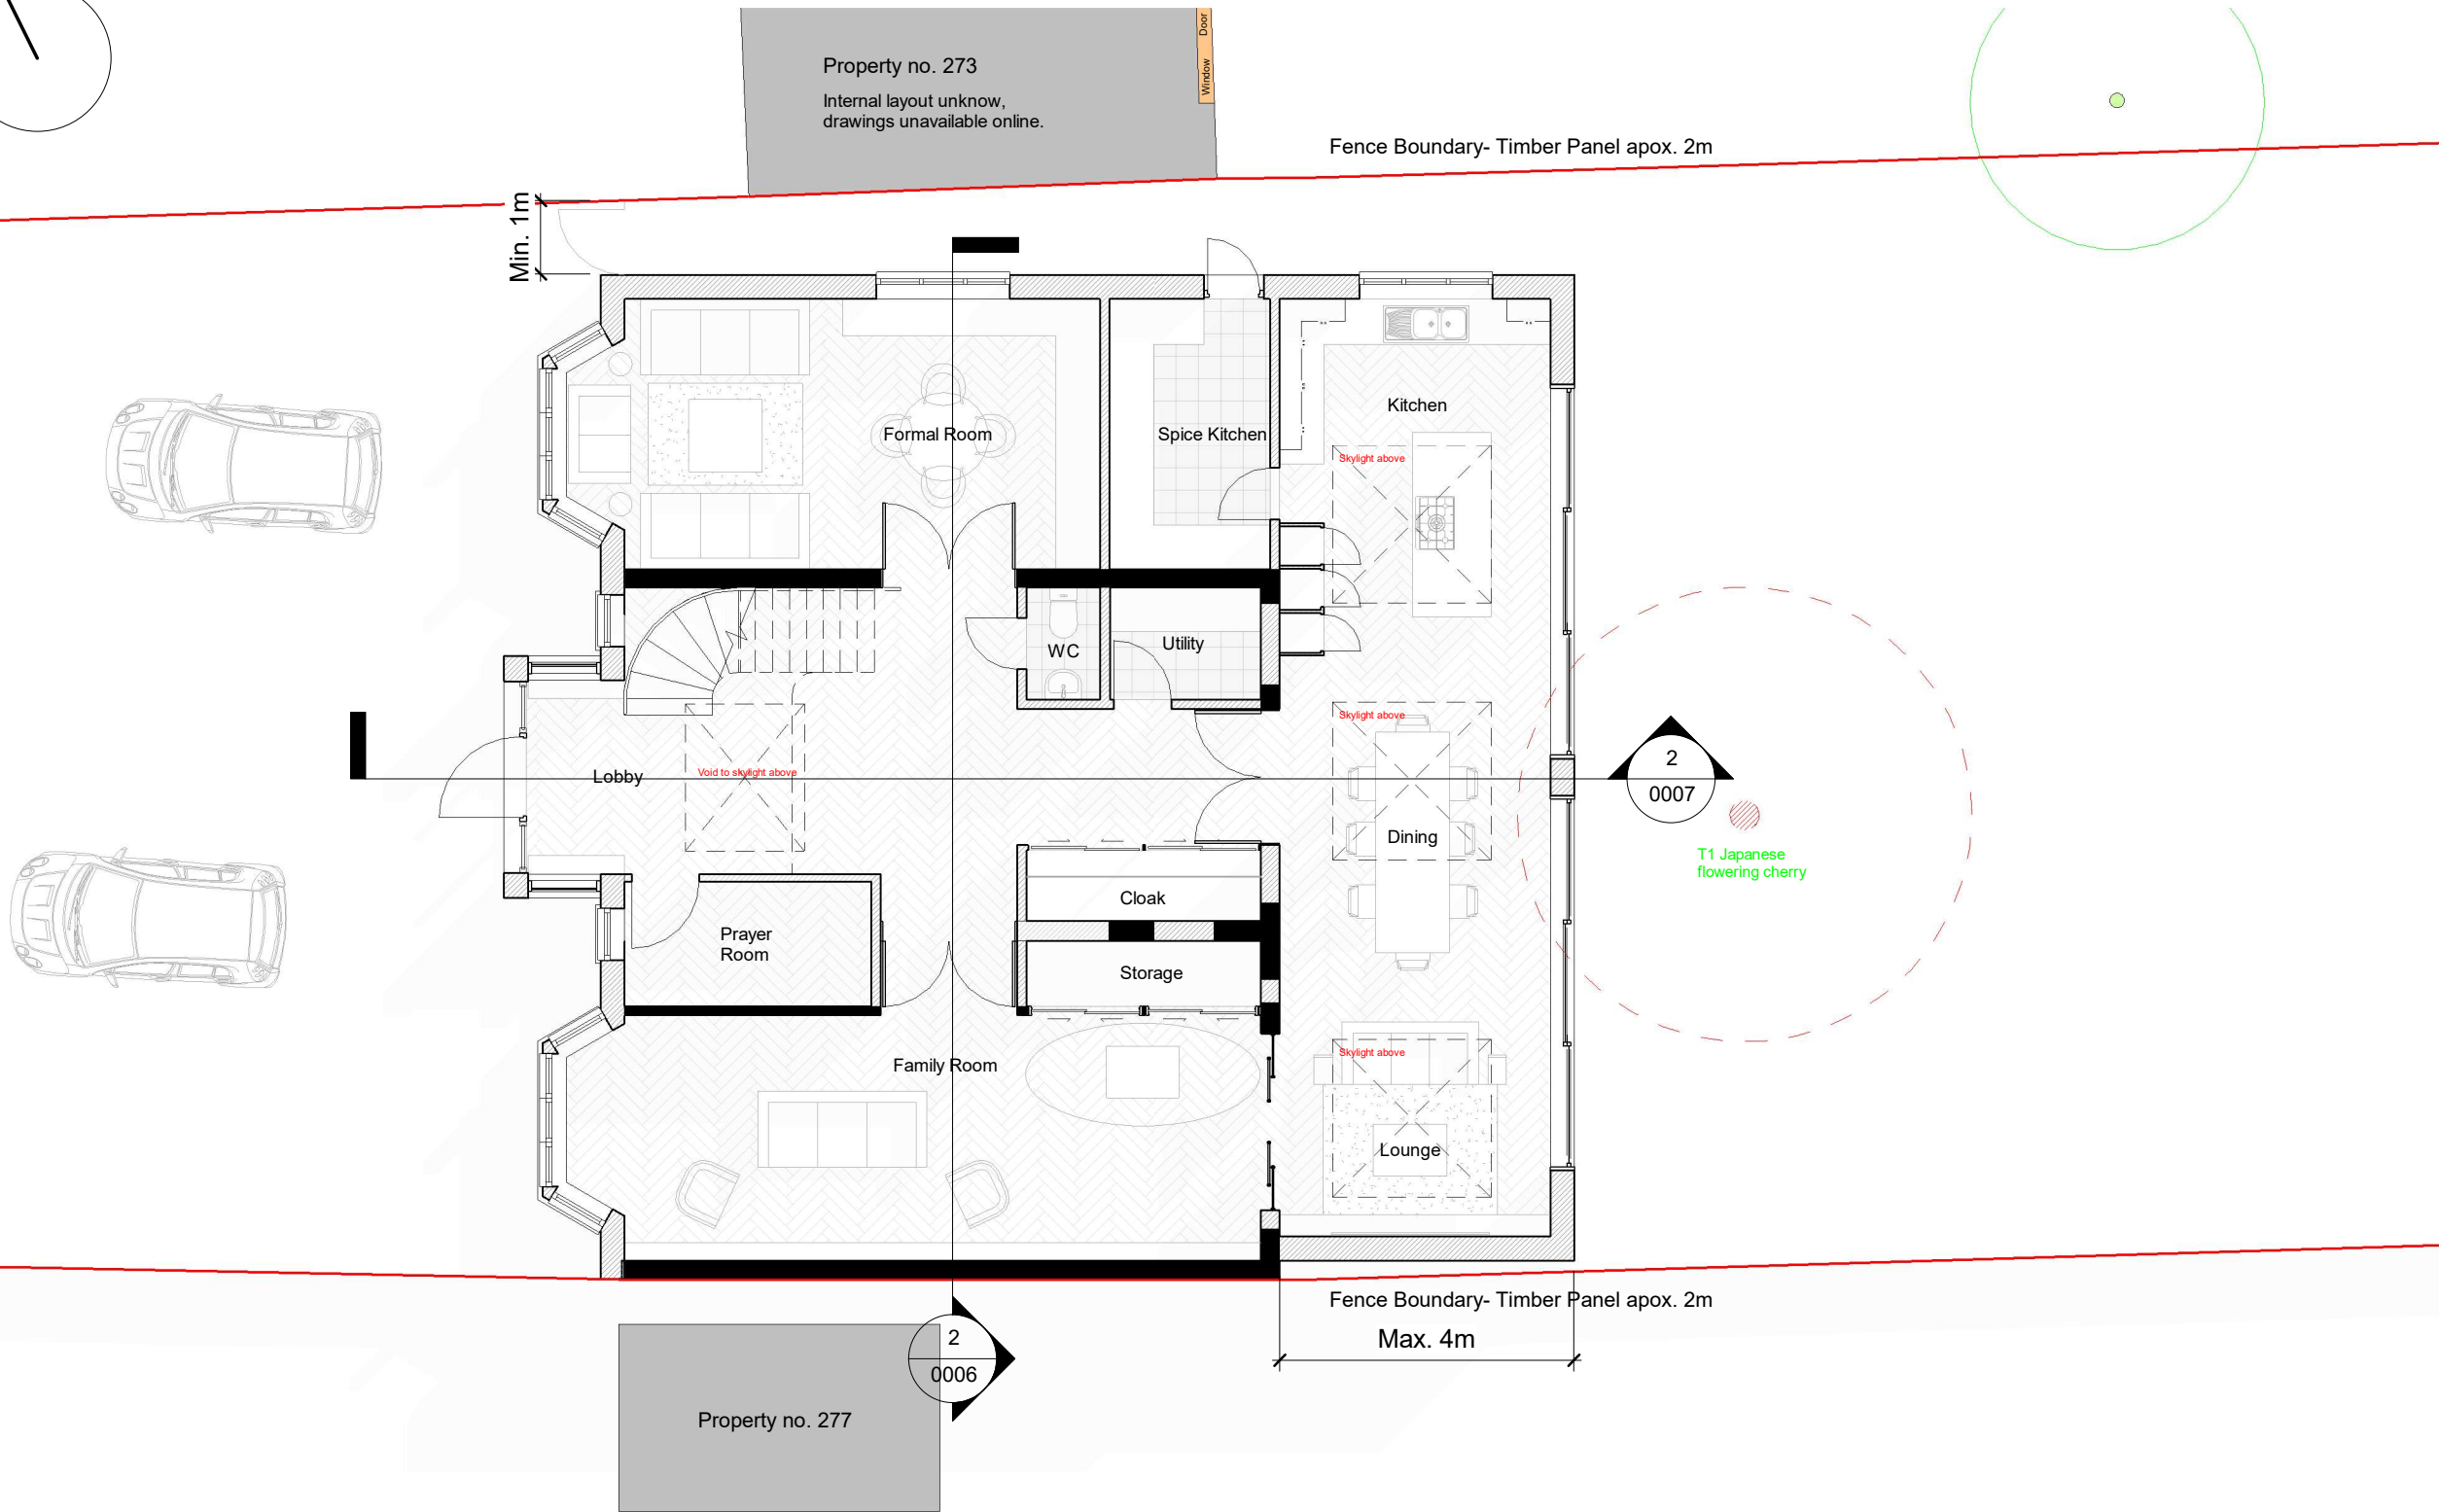 Door
Window
Property no. 273
Internal layout unknow,
drawings unavailable online.
Fence Boundary- Timber Panel apox. 2m
Min. 1m
Formal Room
Spice Kitchen
Kitchen
Skylight above
WC
Utility
Skylight above
Lobby
Void to skylight above
2
0007
Dining
T1 Japanese
flowering cherry
Cloak
Prayer
Room
Storage
Family Room
Skylight above
Lounge
Fence Boundary- Timber Panel apox. 2m
Max. 4m
2
0006
Property no. 277